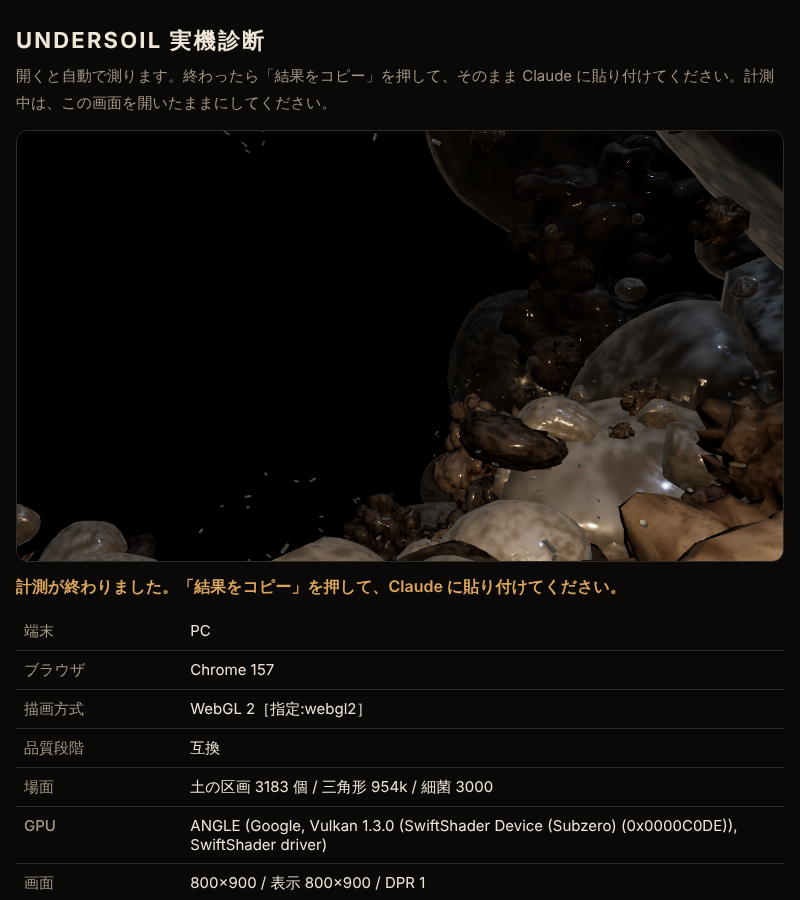 UNDERSOIL 実機診断
開くと自動で測ります。終わったら「結果をコピー」を押して、そのまま Claude に貼り付けてください。計測
中は、この画面を開いたままにしてください。
計測が終わりました。「結果をコピー」を押して、Claude に貼り付けてください。
端末 PC
ブラウザ Chrome 157
描画方式 WebGL 2［指定:webgl2］
品質段階 互換
場面 土の区画 3183 個 / 三角形 954k / 細菌 3000
GPU ANGLE (Google, Vulkan 1.3.0 (SwiftShader Device (Subzero) (0x0000C0DE)),
SwiftShader driver)
画面 800×900 / 表示 800×900 / DPR 1